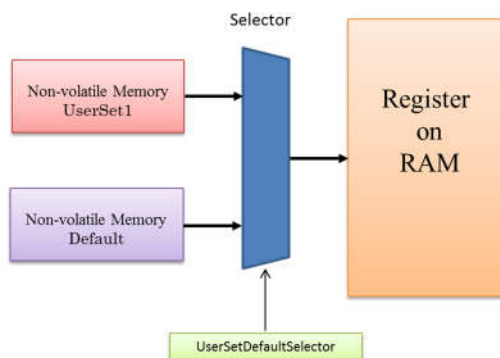 Selector
Non-volatile Memory
UserSet1
Non-volatile Memory
Default
Register
on
RAM
UserSetDefaultSelector